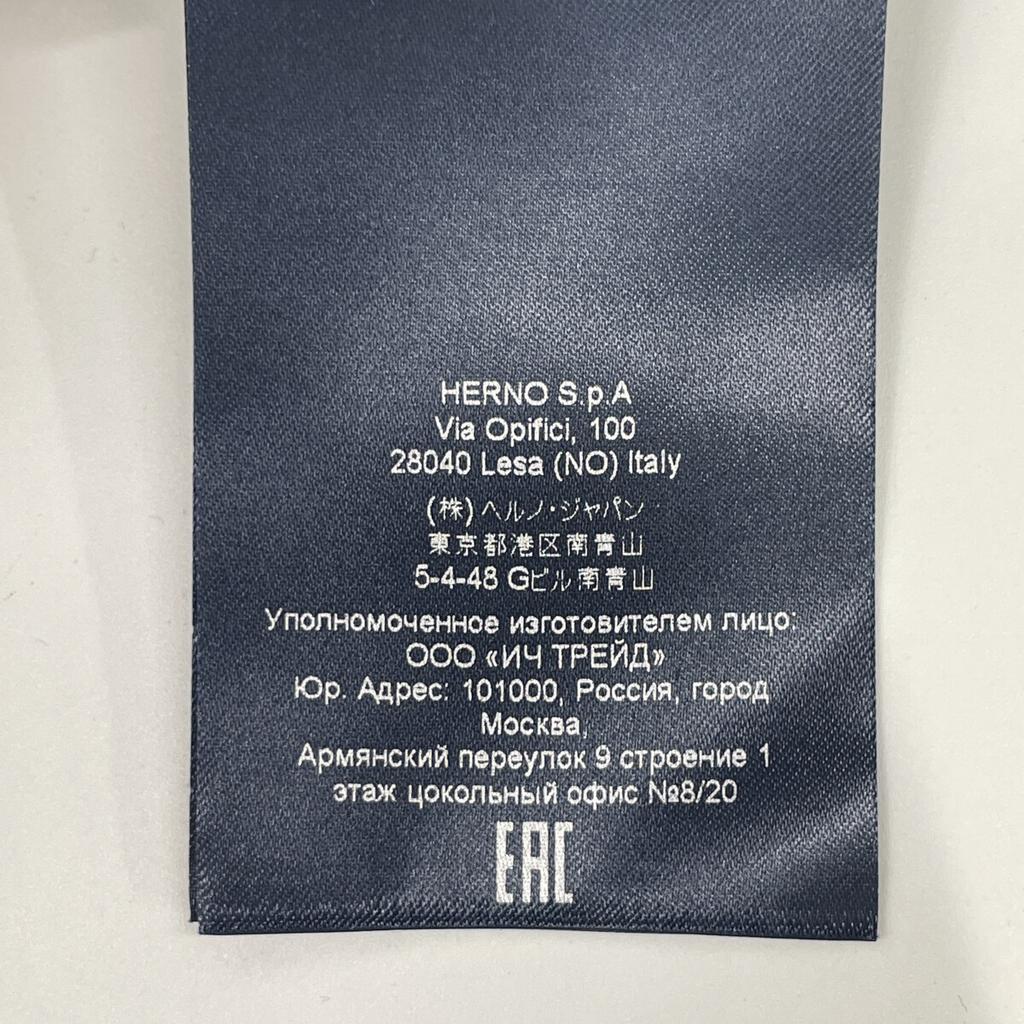 HERNO S.p.A
Via Opifici, 100
28040 Lesa (NO) Italy
(株)ヘルノ・ジャパン
東京都港区南青山
5-4-48 Gビル南青山
Уполномоченное изготовителем лицо:
ООО «ИЧ ТРЕЙД»
Юр. Адрес: 101000, Россия, город
Москва,
Армянский переулок 9 строение 1
этаж цокольный офис №8/20
EAC